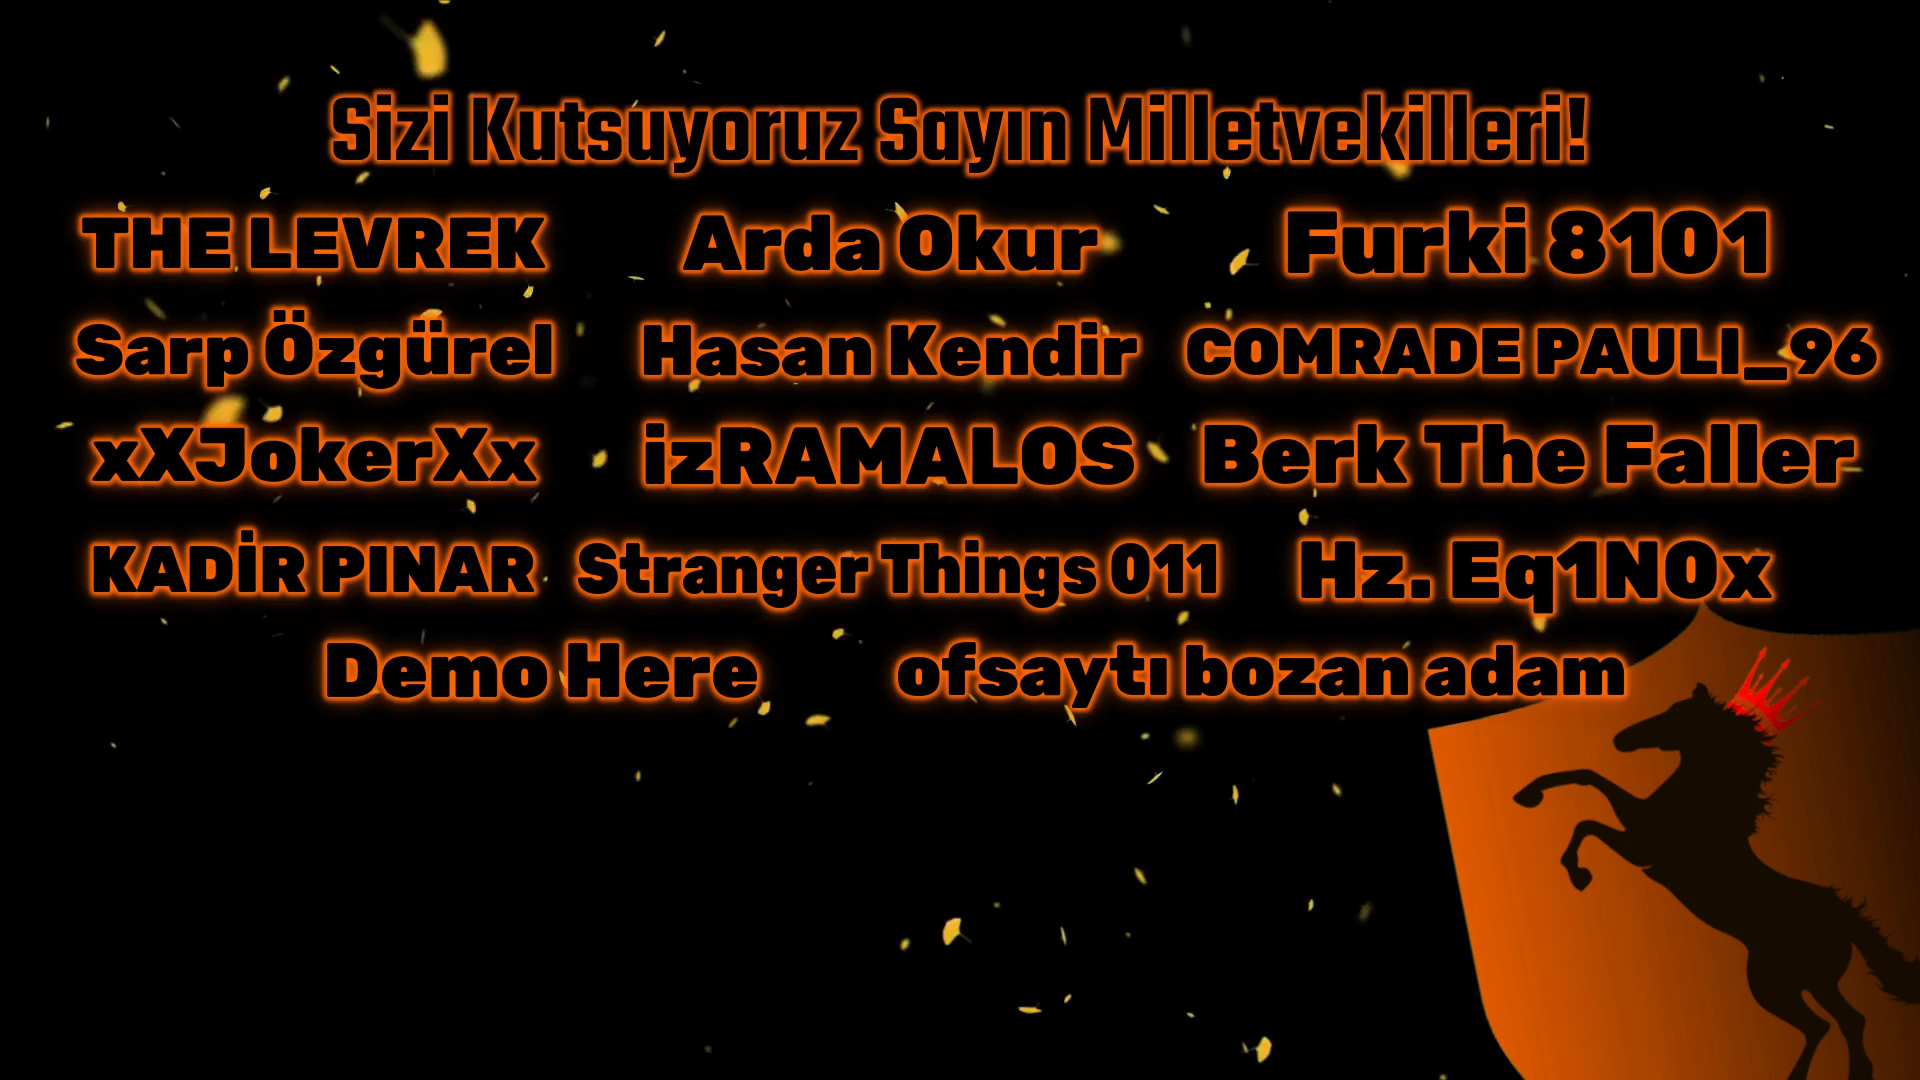 Sizi Kutsuyoruz Sayın Milletvekilleri!
THE LEVREK Arda Okur Furki 8101
Sarp Özgürel Hasan Kendir COMRADE PAULI_96
xXJokerXx izRAMALOS Berk The Faller
KADİR PINAR Stranger Things 011 Hz. Eq1N0x
Demo Here ofsaytı bozan adam